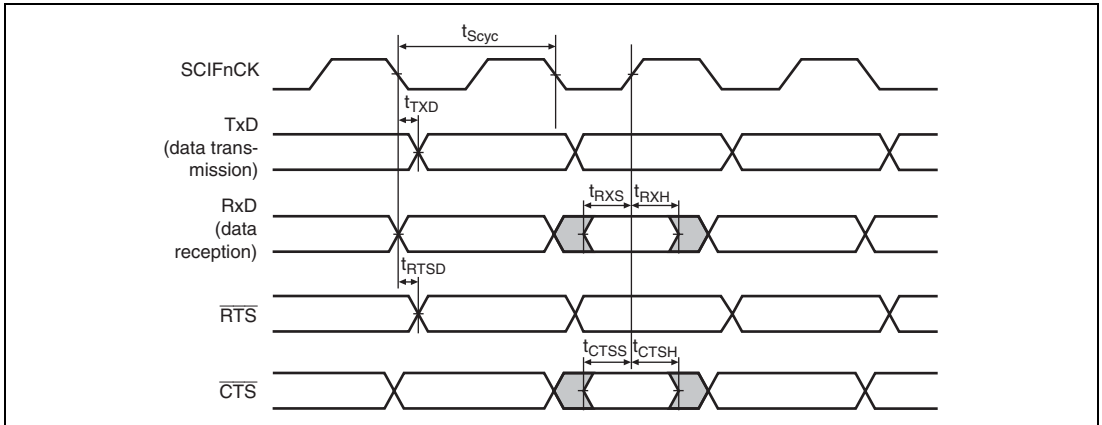 tScyc
SCIFnCK
tTXD
TxD
(data trans-
mission)
tRXS tRXH
RxD
(data
reception)
tRTSD
RTS
tCTSS tCTSH
CTS